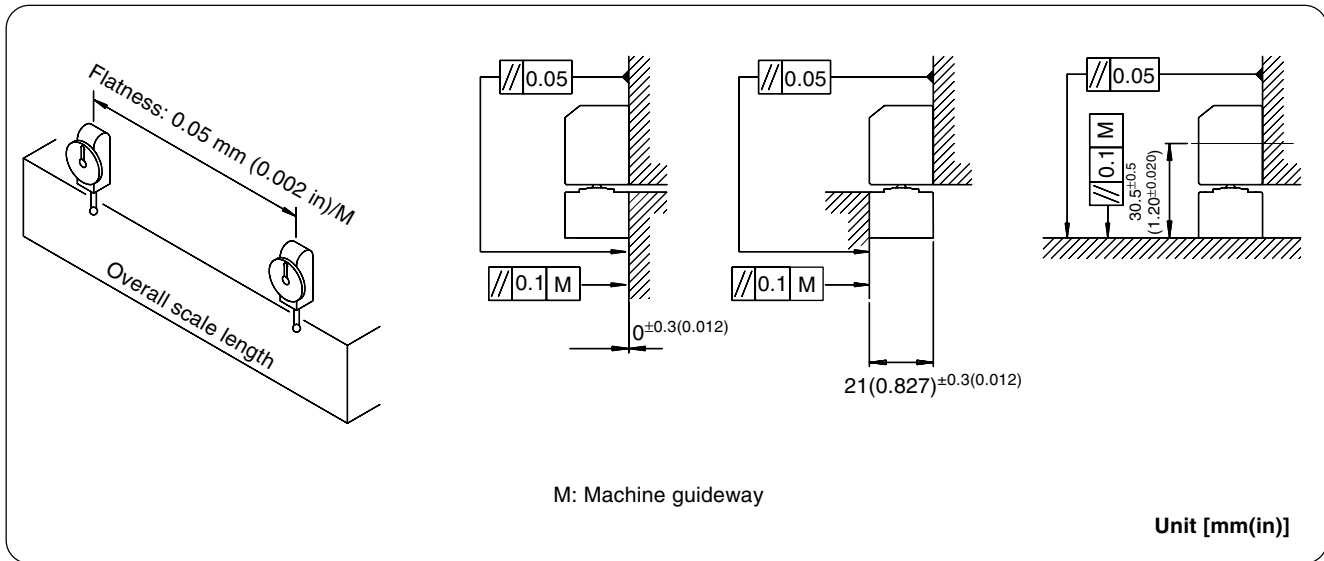 Flatness: 0.05 mm (0.002 in)/M
Overall scale length
// 0.05
// 0.1 M
0±0.3(0.012)
// 0.05
// 0.1 M
21(0.827)±0.3(0.012)
// 0.05
// 0.1 M
30.5±0.5
(1.20±0.020)
M: Machine guideway
Unit [mm(in)]